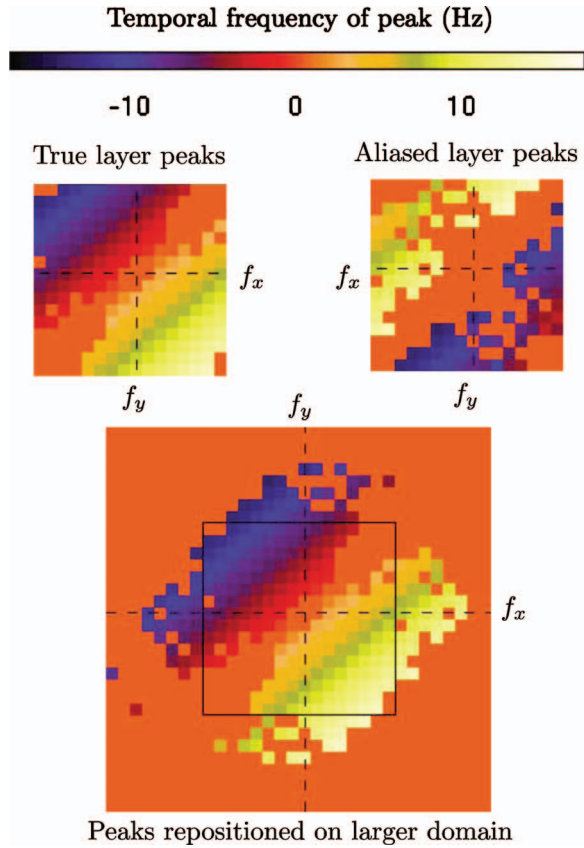 Temporal frequency of peak (Hz)
-10 0 10
True layer peaks
Aliased layer peaks
f_x
f_x
f_y
f_y
f_y
f_x
Peaks repositioned on larger domain